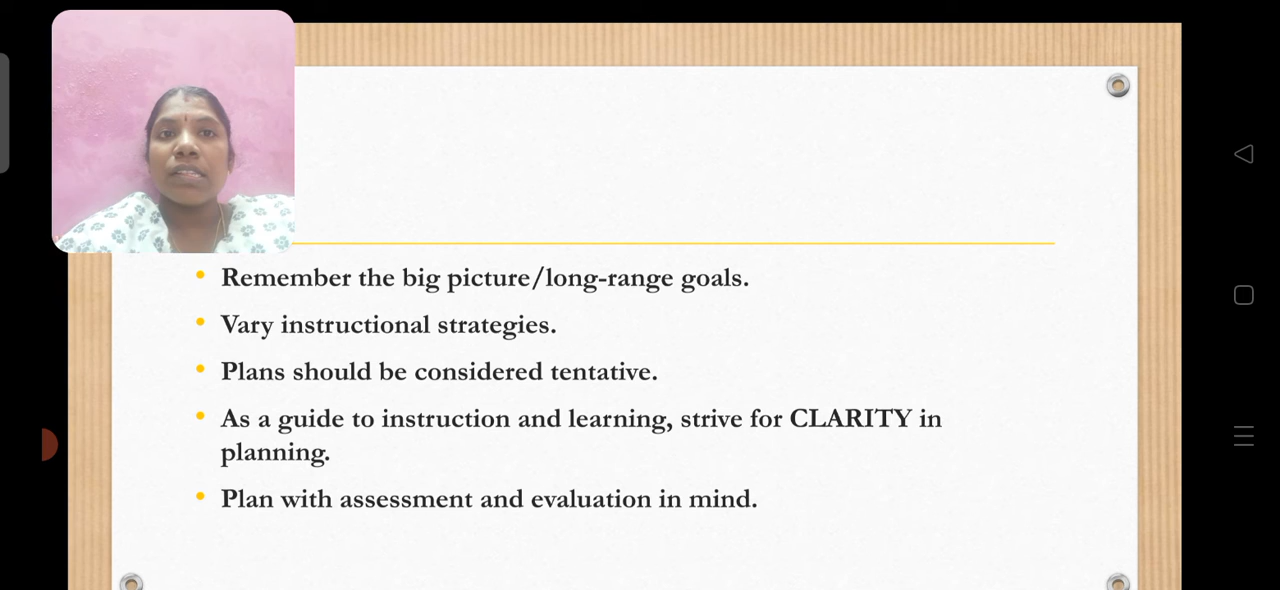 Remember the big picture/long-range goals.
Vary instructional strategies.
Plans should be considered tentative.
As a guide to instruction and learning, strive for CLARITY in
planning.
Plan with assessment and evaluation in mind.